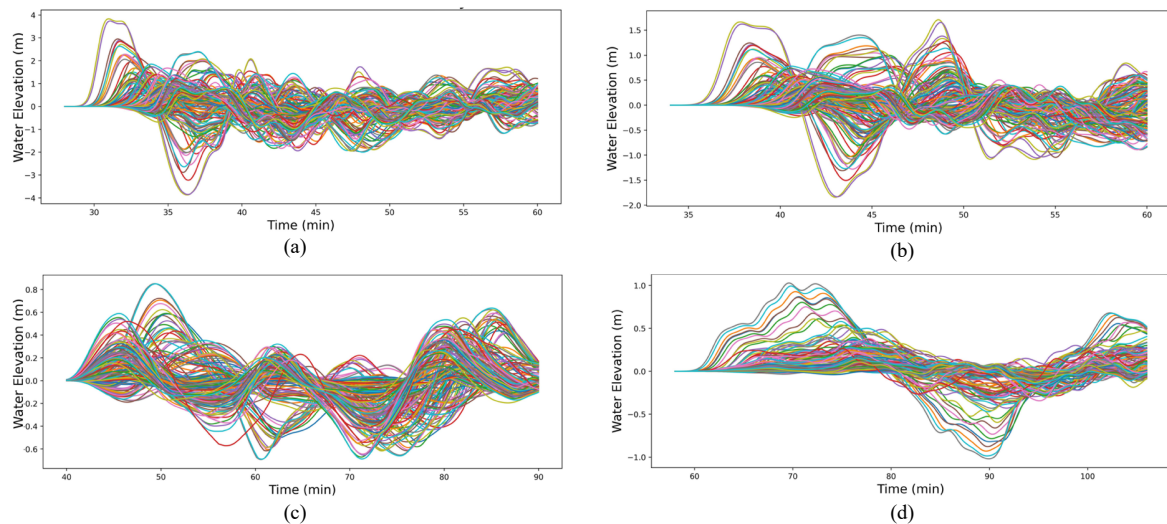 4
3
2
1
0
−1
−2
−3
−4
Water Elevation (m)
30 35 40 45 50 55 60
Time (min)
(a)
1.5
1.0
0.5
0.0
−0.5
−1.0
−1.5
−2.0
Water Elevation (m)
35 40 45 50 55 60
Time (min)
(b)
0.8
0.6
0.4
0.2
0.0
−0.2
−0.4
−0.6
Water Elevation (m)
40 50 60 70 80 90
Time (min)
(c)
1.0
0.5
0.0
−0.5
−1.0
Water Elevation (m)
60 70 80 90 100
Time (min)
(d)